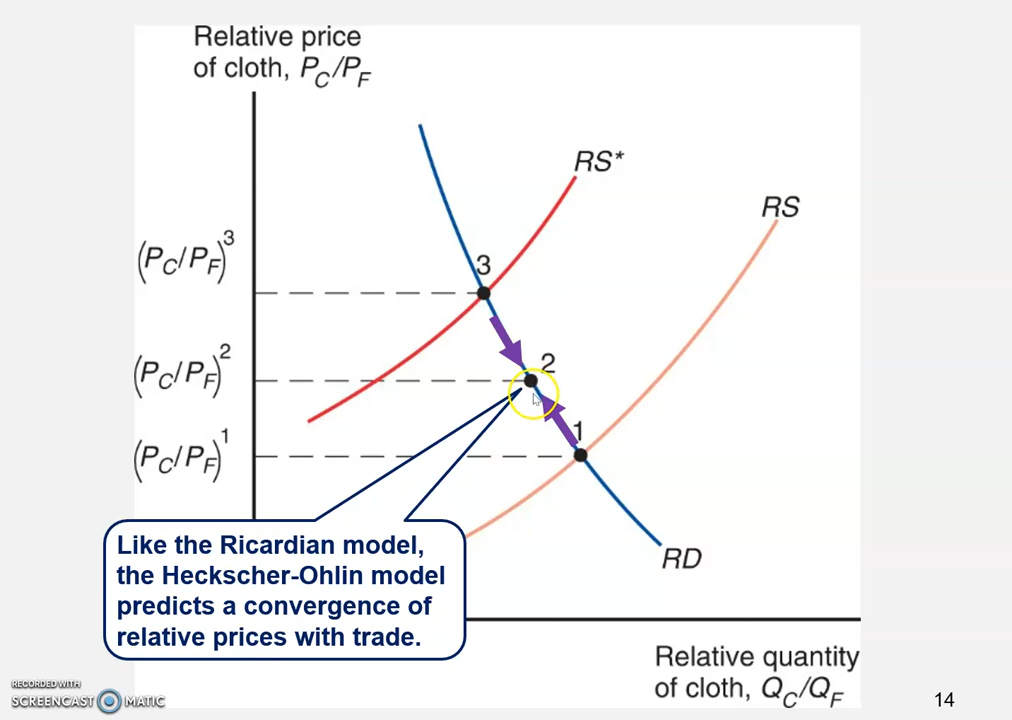 Relative price
of cloth, P_C/P_F
RS*
RS
(P_C/P_F)^3
3
(P_C/P_F)^2
2
(P_C/P_F)^1
1
RD
Like the Ricardian model,
the Heckscher-Ohlin model
predicts a convergence of
relative prices with trade.
Relative quantity
of cloth, Q_C/Q_F
RECORDED WITH
SCREENCAST MATIC
14